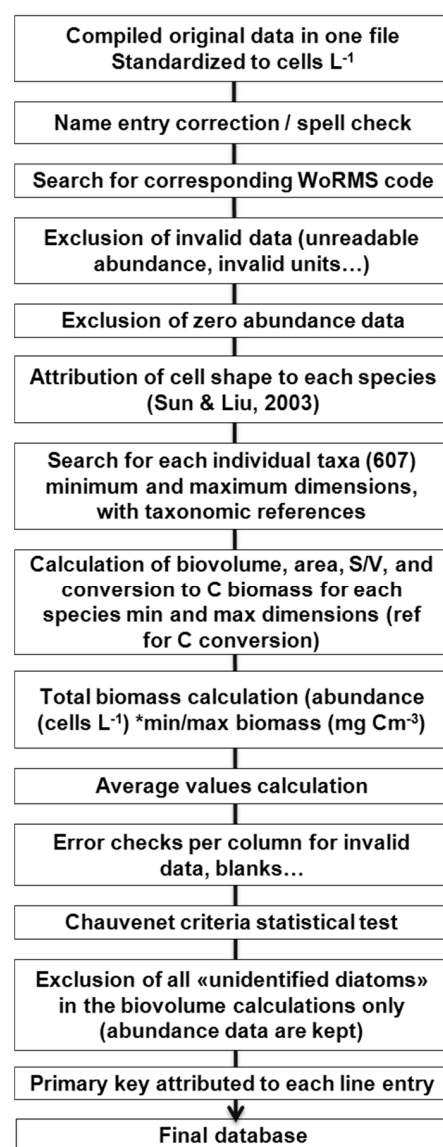 Compiled original data in one file
Standardized to cells L⁻¹
Name entry correction / spell check
Search for corresponding WoRMS code
Exclusion of invalid data (unreadable
abundance, invalid units…)
Exclusion of zero abundance data
Attribution of cell shape to each species
(Sun & Liu, 2003)
Search for each individual taxa (607)
minimum and maximum dimensions,
with taxonomic references
Calculation of biovolume, area, S/V, and
conversion to C biomass for each
species min and max dimensions (ref
for C conversion)
Total biomass calculation (abundance
(cells L⁻¹) *min/max biomass (mg Cm⁻³)
Average values calculation
Error checks per column for invalid
data, blanks…
Chauvenet criteria statistical test
Exclusion of all «unidentified diatoms»
in the biovolume calculations only
(abundance data are kept)
Primary key attributed to each line entry
Final database